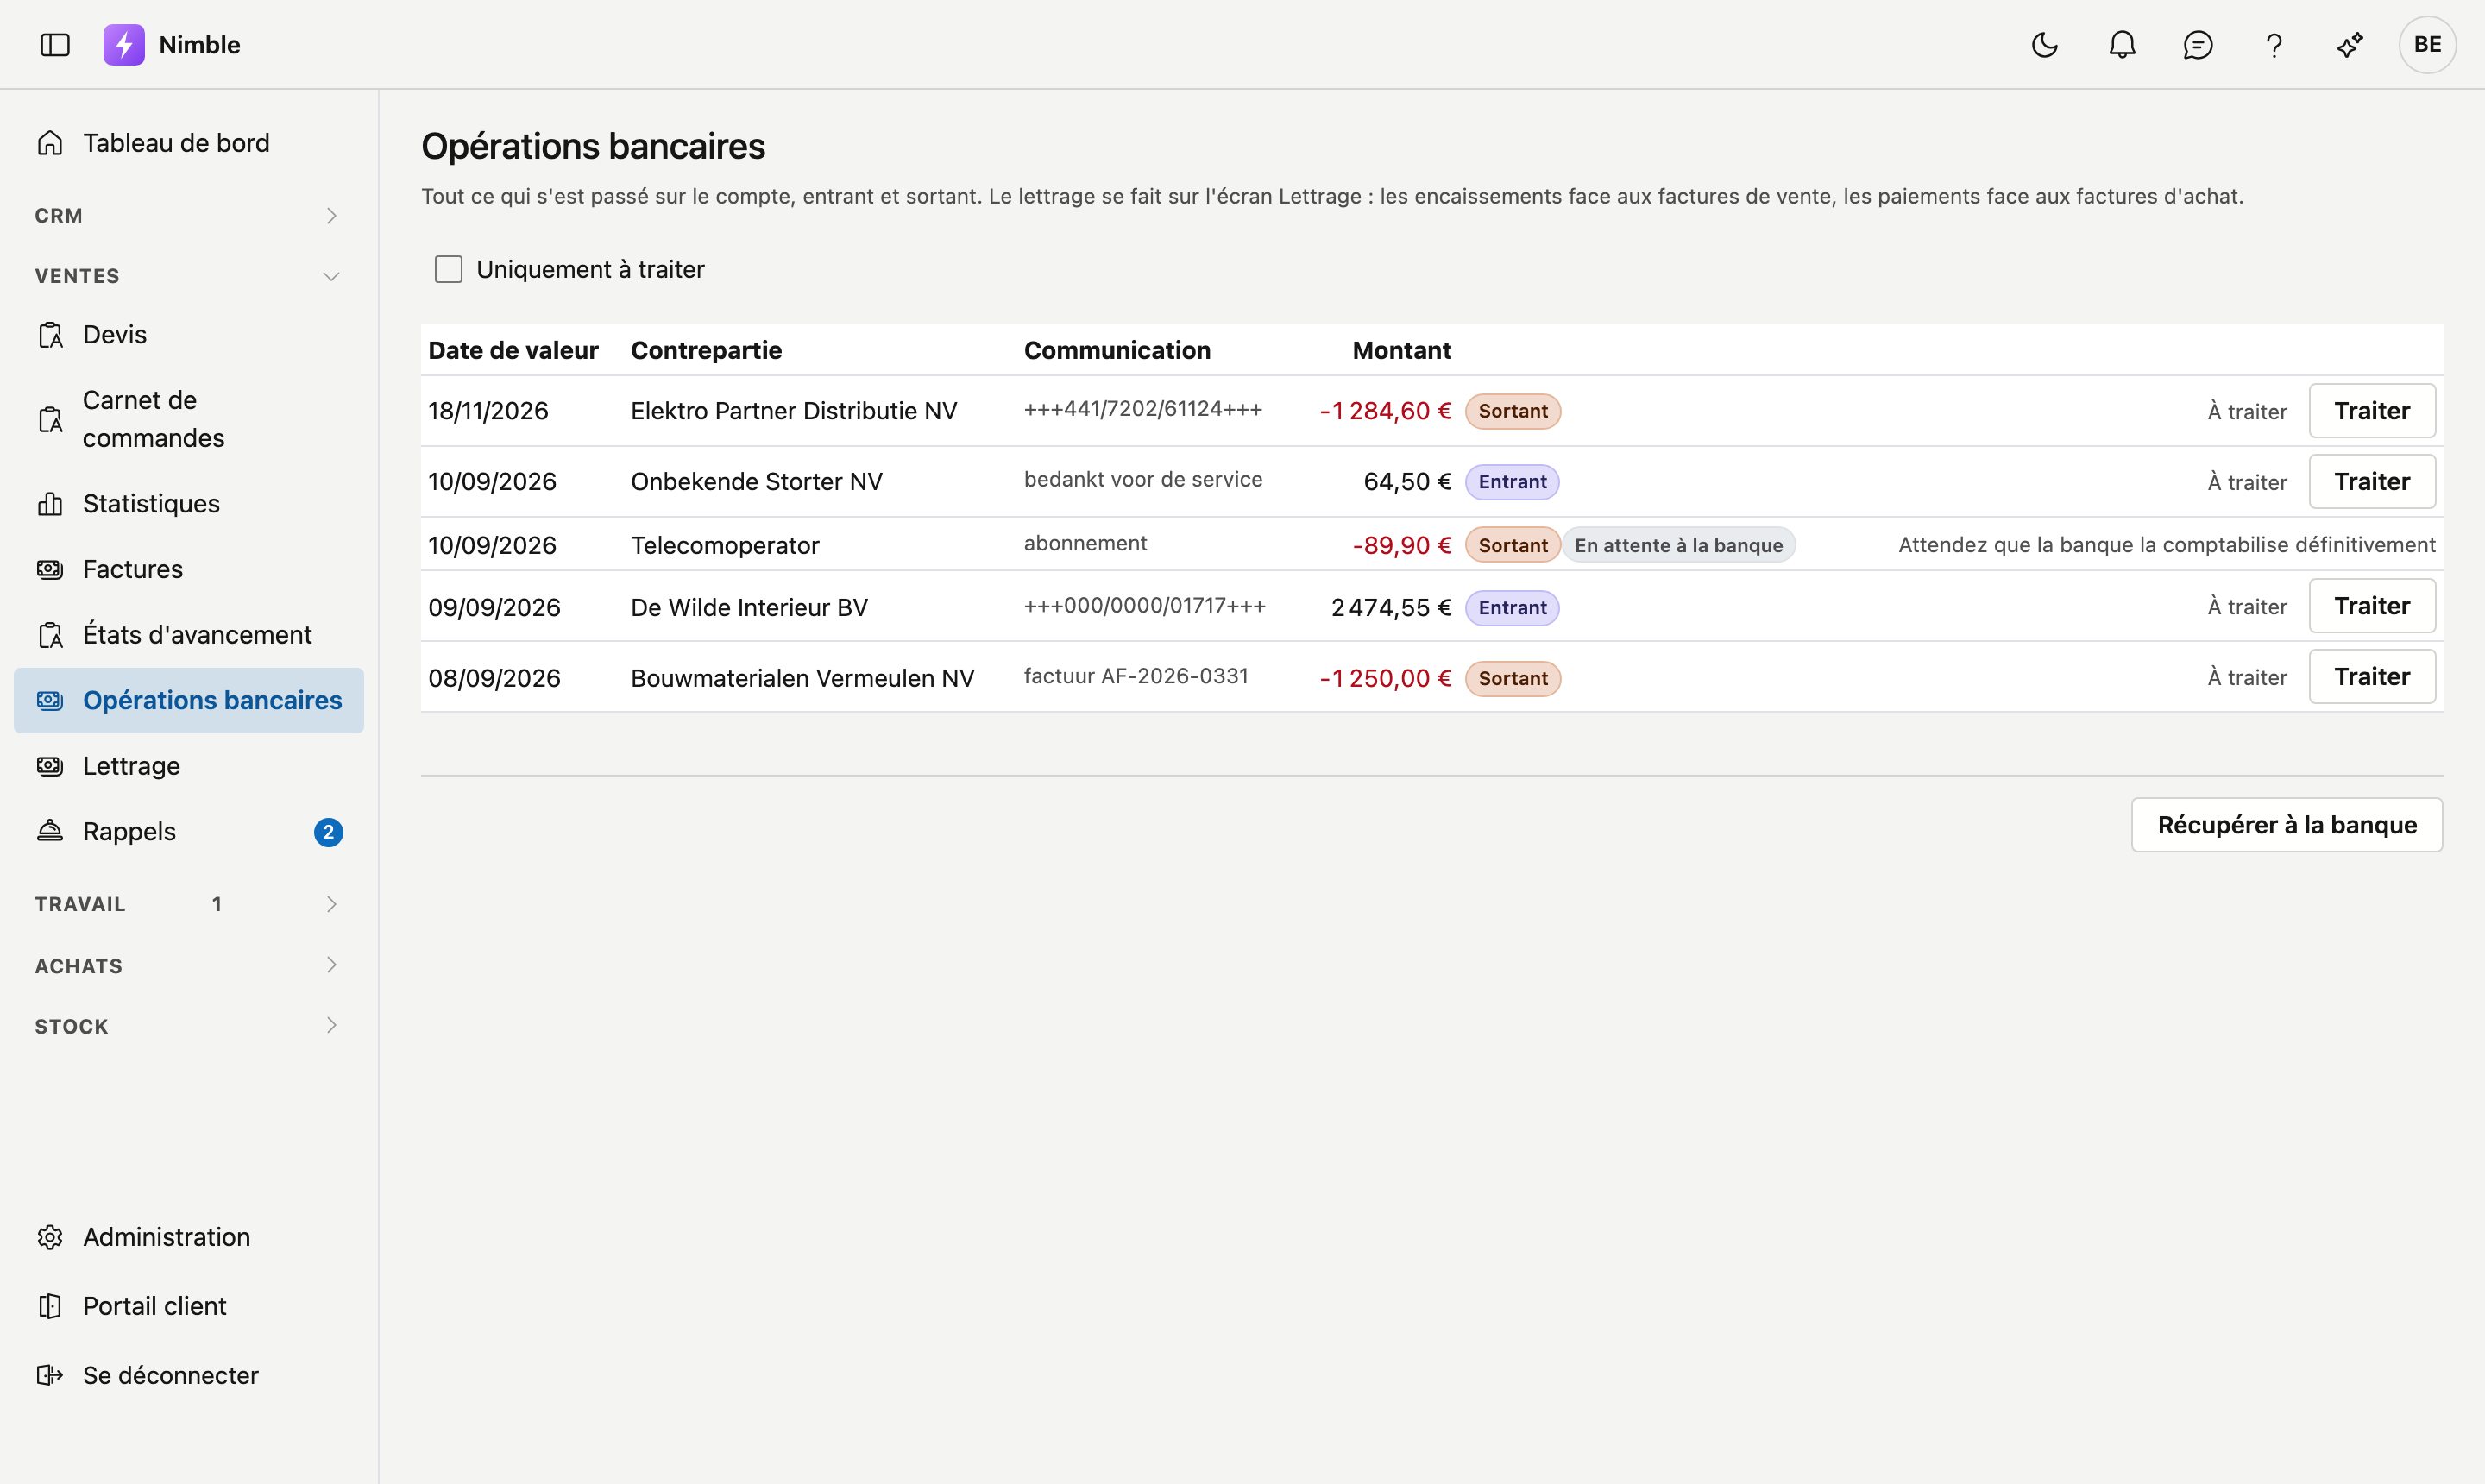 Nimble
BE
Tableau de bord
CRM
VENTES
Devis
Carnet de
commandes
Statistiques
Factures
États d'avancement
Opérations bancaires
Lettrage
Rappels 2
TRAVAIL 1
ACHATS
STOCK
Administration
Portail client
Se déconnecter
Opérations bancaires
Tout ce qui s'est passé sur le compte, entrant et sortant. Le lettrage se fait sur l'écran Lettrage : les encaissements face aux factures de vente, les paiements face aux factures d'achat.
Uniquement à traiter
Date de valeur Contrepartie Communication Montant
18/11/2026 Elektro Partner Distributie NV +++441/7202/61124+++ -1 284,60 € Sortant À traiter Traiter
10/09/2026 Onbekende Storter NV bedankt voor de service 64,50 € Entrant À traiter Traiter
10/09/2026 Telecomoperator abonnement -89,90 € Sortant En attente à la banque Attendez que la banque la comptabilise définitivement
09/09/2026 De Wilde Interieur BV +++000/0000/01717+++ 2 474,55 € Entrant À traiter Traiter
08/09/2026 Bouwmaterialen Vermeulen NV factuur AF-2026-0331 -1 250,00 € Sortant À traiter Traiter
Récupérer à la banque